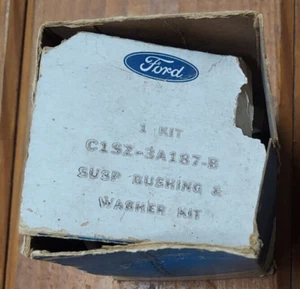 Ford
1 KIT
C1SZ-3A187-B
SUSP BUSHING &
WASHER KIT